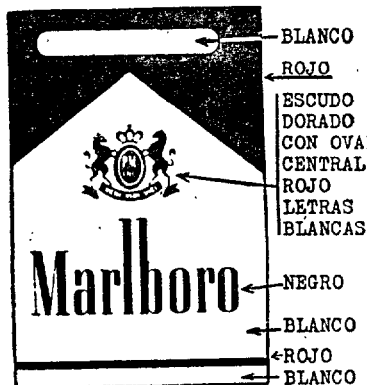 BLANCO
ROJO
ESCUDO
DORADO
CON OVA
CENTRAL
ROJO
LETRAS
BLANCAS
Marlboro
NEGRO
BLANCO
ROJO
BLANCO